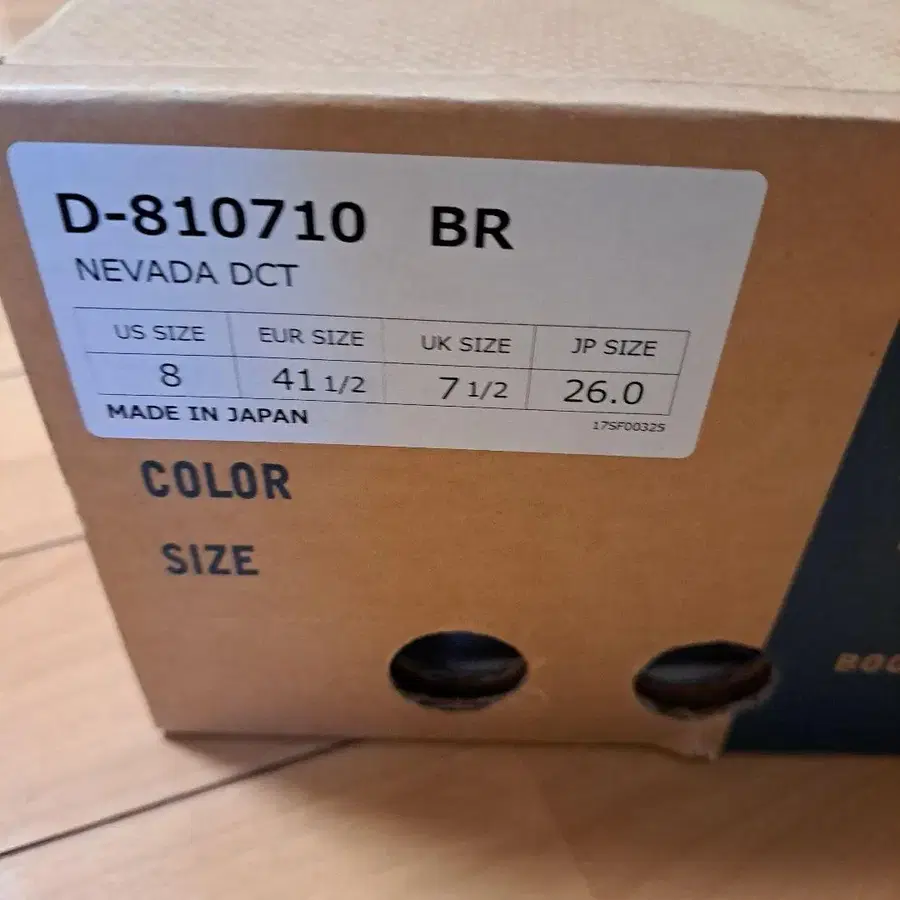 D-810710 BR
NEVADA DCT
US SIZE EUR SIZE UK SIZE JP SIZE
8 41 1/2 7 1/2 26.0
MADE IN JAPAN 17SF0032S
COLOR
SIZE